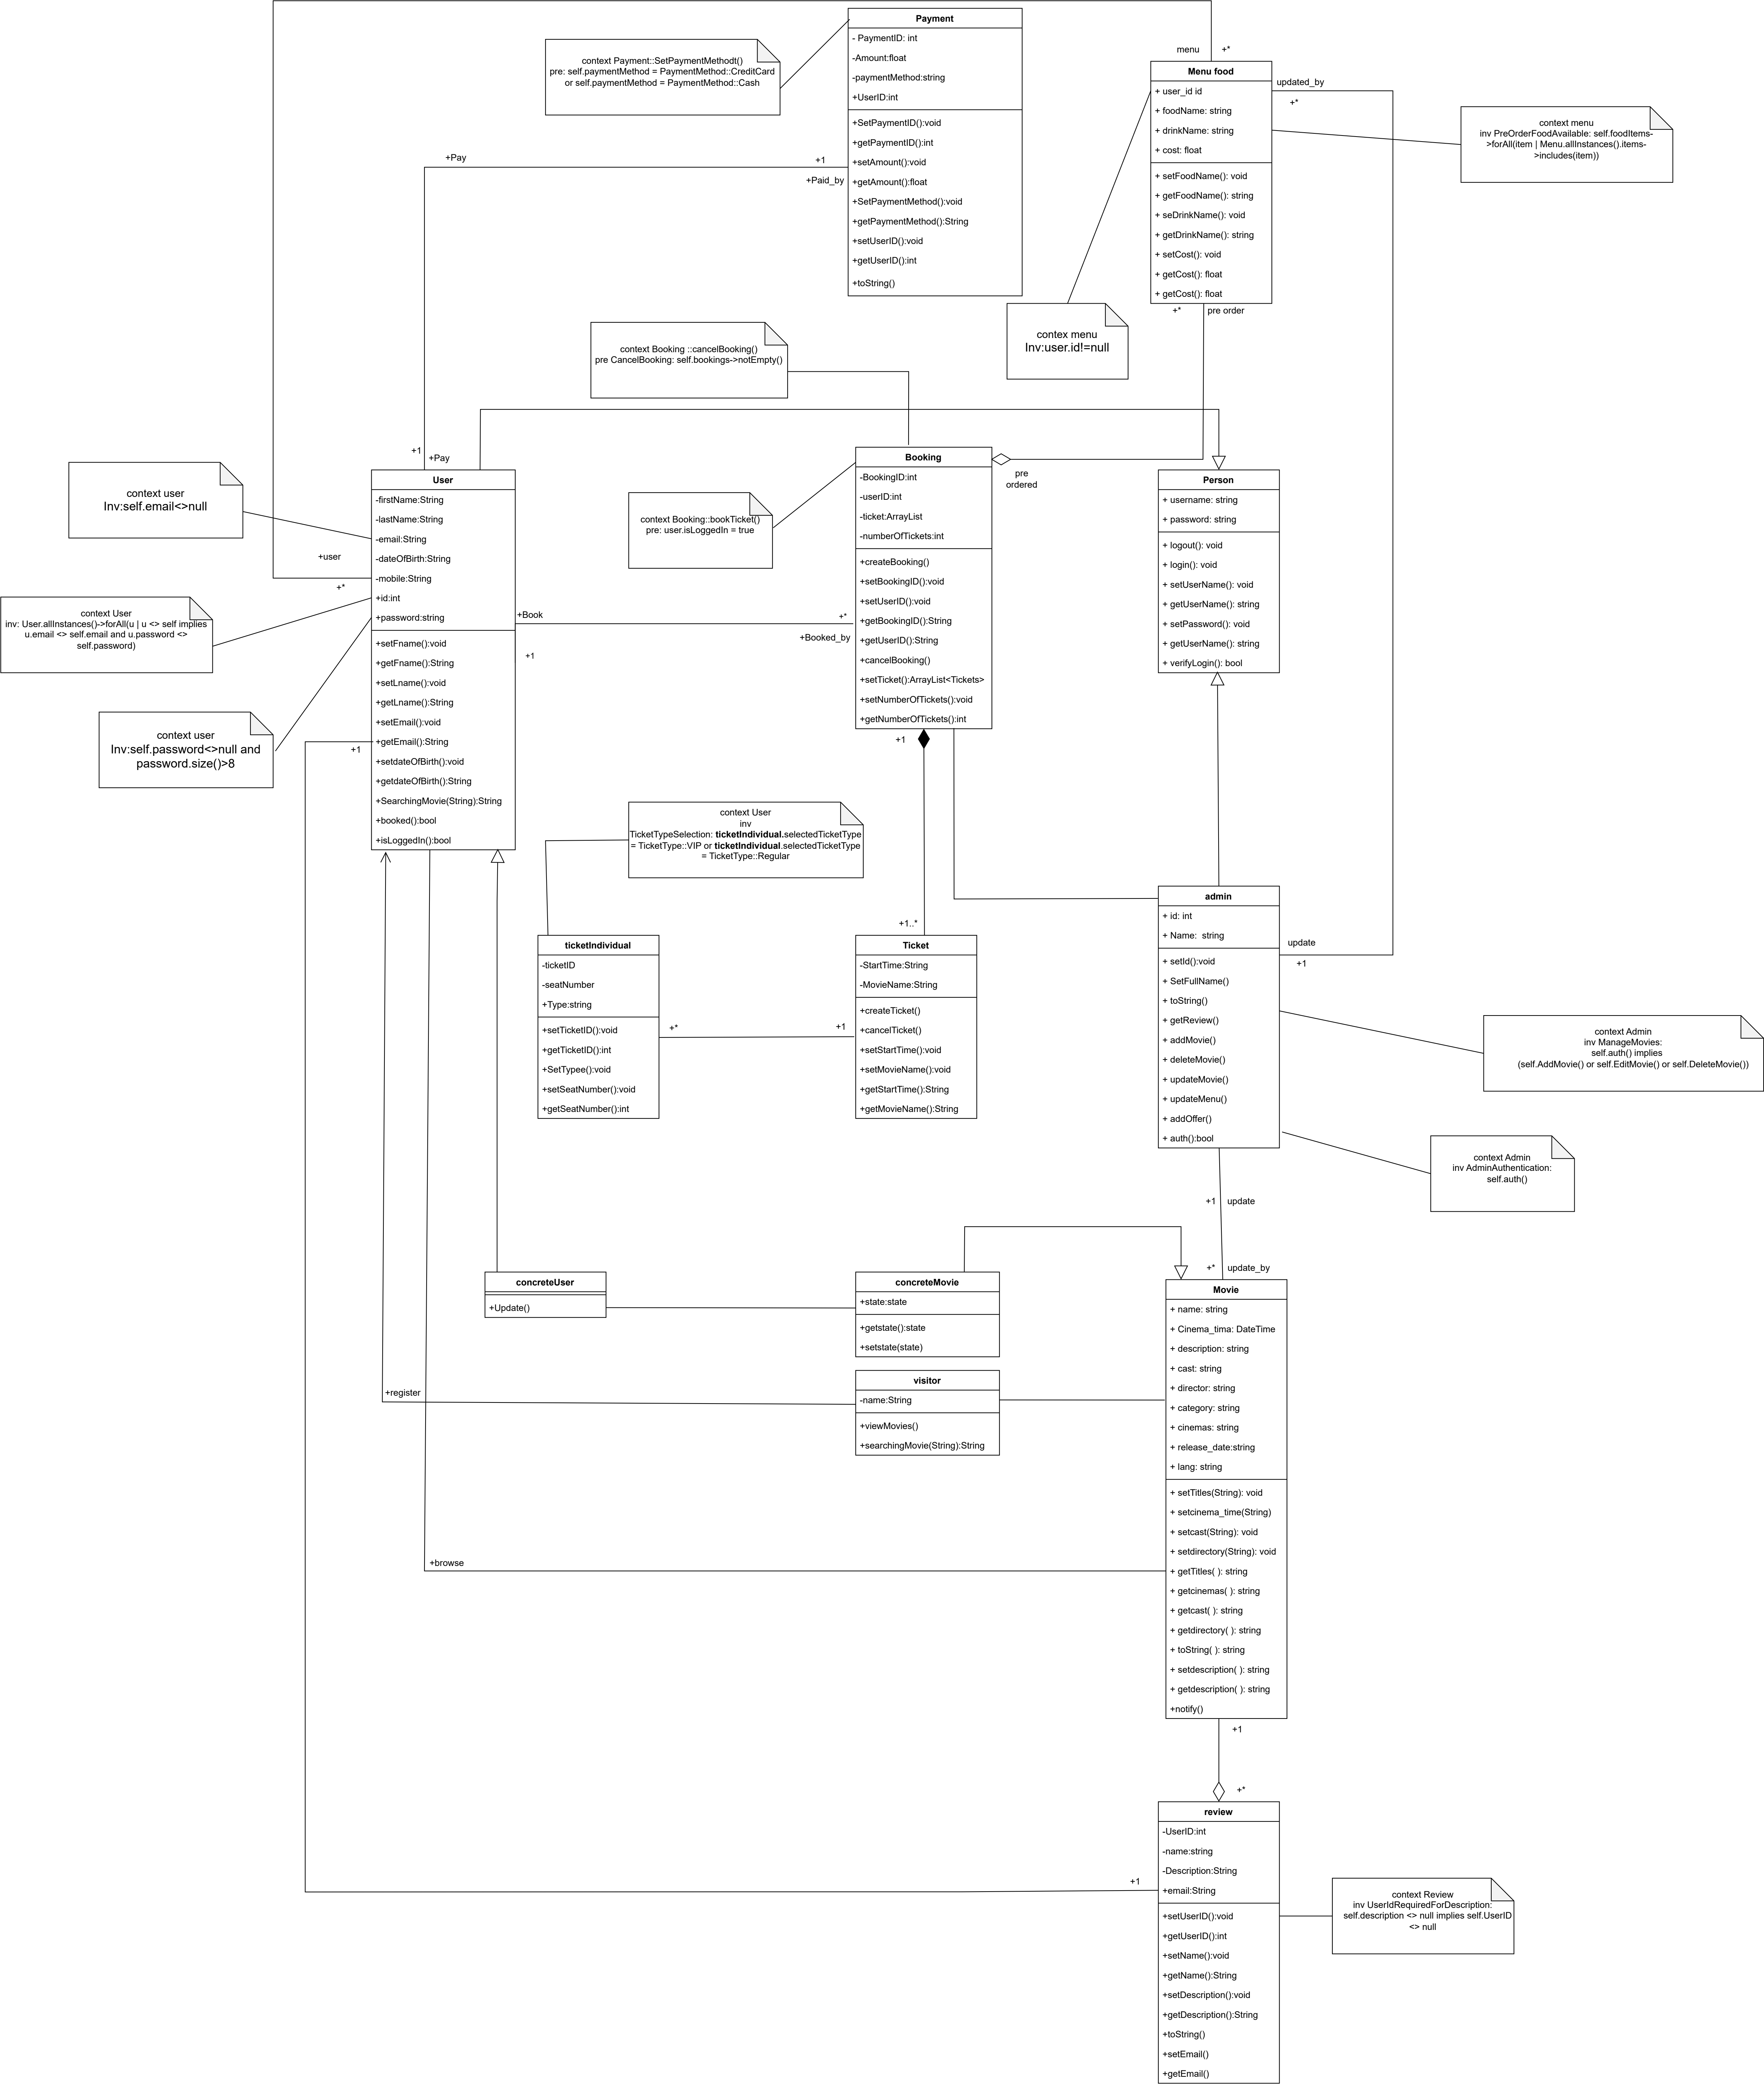 Payment
- PaymentID: int
-Amount:float
-paymentMethod:string
+UserID:int
+SetPaymentID():void
+getPaymentID():int
+setAmount():void
+getAmount():float
+SetPaymentMethod():void
+getPaymentMethod():String
+setUserID():void
+getUserID():int
+toString()
context Payment::SetPaymentMethodt()
pre: self.paymentMethod = PaymentMethod::CreditCard
or self.paymentMethod = PaymentMethod::Cash
menu
+*
Menu food
+ user_id id
+ foodName: string
+ drinkName: string
+ cost: float
+ setFoodName(): void
+ getFoodName(): string
+ seDrinkName(): void
+ getDrinkName(): string
+ setCost(): void
+ getCost(): float
+ getCost(): float
updated_by
+*
context menu
inv PreOrderFoodAvailable: self.foodItems-
>forAll(item | Menu.allInstances().items-
>includes(item))
+Pay
+1
+Paid_by
+*
pre order
contex menu
Inv:user.id!=null
context Booking ::cancelBooking()
pre CancelBooking: self.bookings->notEmpty()
+1
+Pay
pre
ordered
context user
Inv:self.email<>null
User
-firstName:String
-lastName:String
-email:String
-dateOfBirth:String
-mobile:String
+id:int
+password:string
+setFname():void
+getFname():String
+setLname():void
+getLname():String
+setEmail():void
+getEmail():String
+setdateOfBirth():void
+getdateOfBirth():String
+SearchingMovie(String):String
+booked():bool
+isLoggedIn():bool
+user
+*
context User
inv: User.allInstances()->forAll(u | u <> self implies
u.email <> self.email and u.password <>
self.password)
context user
Inv:self.password<>null and
password.size()>8
+1
context Booking::bookTicket()
pre: user.isLoggedIn = true
Booking
-BookingID:int
-userID:int
-ticket:ArrayList
-numberOfTickets:int
+createBooking()
+setBookingID():void
+setUserID():void
+getBookingID():String
+getUserID():String
+cancelBooking()
+setTicket():ArrayList<Tickets>
+setNumberOfTickets():void
+getNumberOfTickets():int
+Book
+*
+Booked_by
+1
+1
Person
+ username: string
+ password: string
+ logout(): void
+ login(): void
+ setUserName(): void
+ getUserName(): string
+ setPassword(): void
+ getUserName(): string
+ verifyLogin(): bool
context User
inv
TicketTypeSelection: ticketIndividual.selectedTicketType
= TicketType::VIP or ticketIndividual.selectedTicketType
= TicketType::Regular
+1..*
ticketIndividual
-ticketID
-seatNumber
+Type:string
+setTicketID():void
+getTicketID():int
+SetTypee():void
+setSeatNumber():void
+getSeatNumber():int
+*
+1
Ticket
-StartTime:String
-MovieName:String
+createTicket()
+cancelTicket()
+setStartTime():void
+setMovieName():void
+getStartTime():String
+getMovieName():String
admin
+ id: int
+ Name:  string
+ setId():void
+ SetFullName()
+ toString()
+ getReview()
+ addMovie()
+ deleteMovie()
+ updateMovie()
+ updateMenu()
+ addOffer()
+ auth():bool
update
+1
context Admin
inv ManageMovies:
self.auth() implies
(self.AddMovie() or self.EditMovie() or self.DeleteMovie())
context Admin
inv AdminAuthentication:
self.auth()
+1
update
+*
update_by
concreteUser
+Update()
concreteMovie
+state:state
+getstate():state
+setstate(state)
visitor
-name:String
+viewMovies()
+searchingMovie(String):String
+register
+browse
Movie
+ name: string
+ Cinema_tima: DateTime
+ description: string
+ cast: string
+ director: string
+ category: string
+ cinemas: string
+ release_date:string
+ lang: string
+ setTitles(String): void
+ setcinema_time(String)
+ setcast(String): void
+ setdirectory(String): void
+ getTitles( ): string
+ getcinemas( ): string
+ getcast( ): string
+ getdirectory( ): string
+ toString( ): string
+ setdescription( ): string
+ getdescription( ): string
+notify()
+1
+*
+1
review
-UserID:int
-name:string
-Description:String
+email:String
+setUserID():void
+getUserID():int
+setName():void
+getName():String
+setDescription():void
+getDescription():String
+toString()
+setEmail()
+getEmail()
context Review
inv UserIdRequiredForDescription:
self.description <> null implies self.UserID
<> null